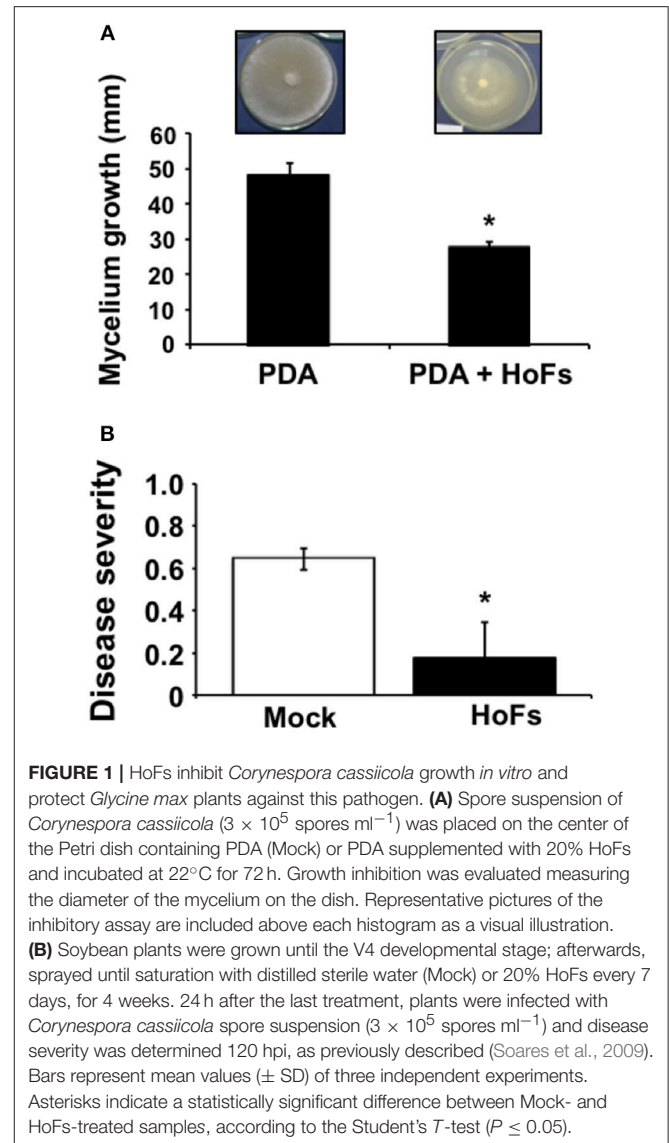 A
Mycelium growth (mm)
60
50
40
30
20
10
0
*
PDA
PDA + HoFs
B
Disease severity
1.0
0.8
0.6
0.4
0.2
0
*
Mock
HoFs
FIGURE 1 | HoFs inhibit Corynespora cassiicola growth in vitro and
protect Glycine max plants against this pathogen. (A) Spore suspension of
Corynespora cassiicola (3 × 10⁵ spores ml⁻¹) was placed on the center of
the Petri dish containing PDA (Mock) or PDA supplemented with 20% HoFs
and incubated at 22°C for 72 h. Growth inhibition was evaluated measuring
the diameter of the mycelium on the dish. Representative pictures of the
inhibitory assay are included above each histogram as a visual illustration.
(B) Soybean plants were grown until the V4 developmental stage; afterwards,
sprayed until saturation with distilled sterile water (Mock) or 20% HoFs every 7
days, for 4 weeks. 24 h after the last treatment, plants were infected with
Corynespora cassiicola spore suspension (3 × 10⁵ spores ml⁻¹) and disease
severity was determined 120 hpi, as previously described (Soares et al., 2009).
Bars represent mean values (± SD) of three independent experiments.
Asterisks indicate a statistically significant difference between Mock- and
HoFs-treated samples, according to the Student's T-test (P ≤ 0.05).